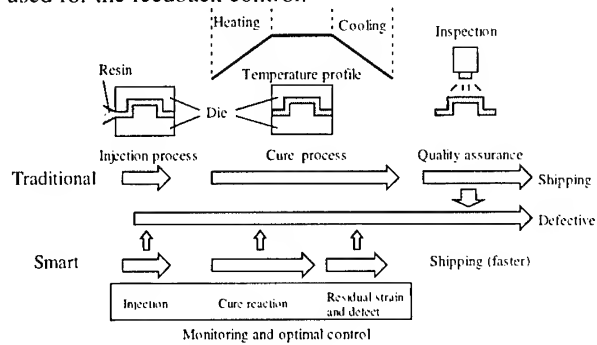 used for the feedback control.
Heating
Cooling
Inspection
Resin
Temperature profile
Die
Injection process
Cure process
Quality assurance
Traditional
Shipping
Defective
Smart
Shipping (faster)
Injection
Cure reaction
Residual strain
and defect
Monitoring and optimal control